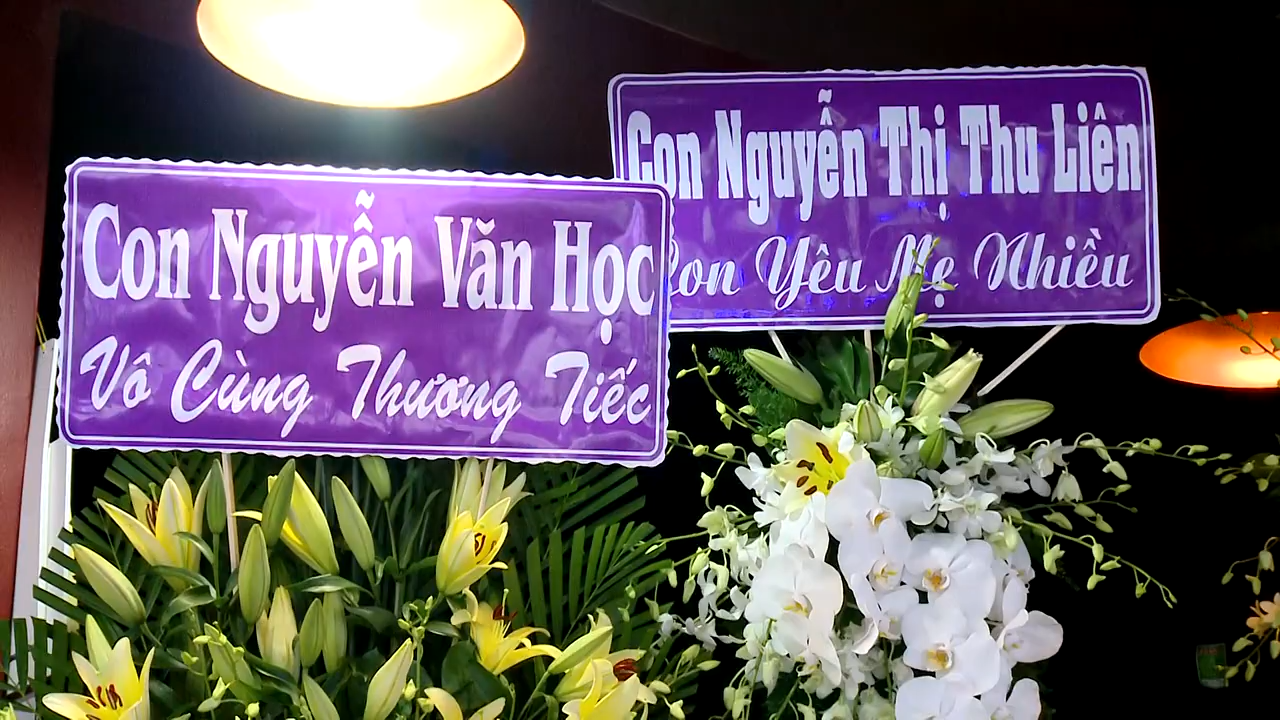 Con Nguyễn Văn Học
Vô Cùng Thương Tiếc
Con Nguyễn Thị Thu Liên
Con Yêu Mẹ Nhiều